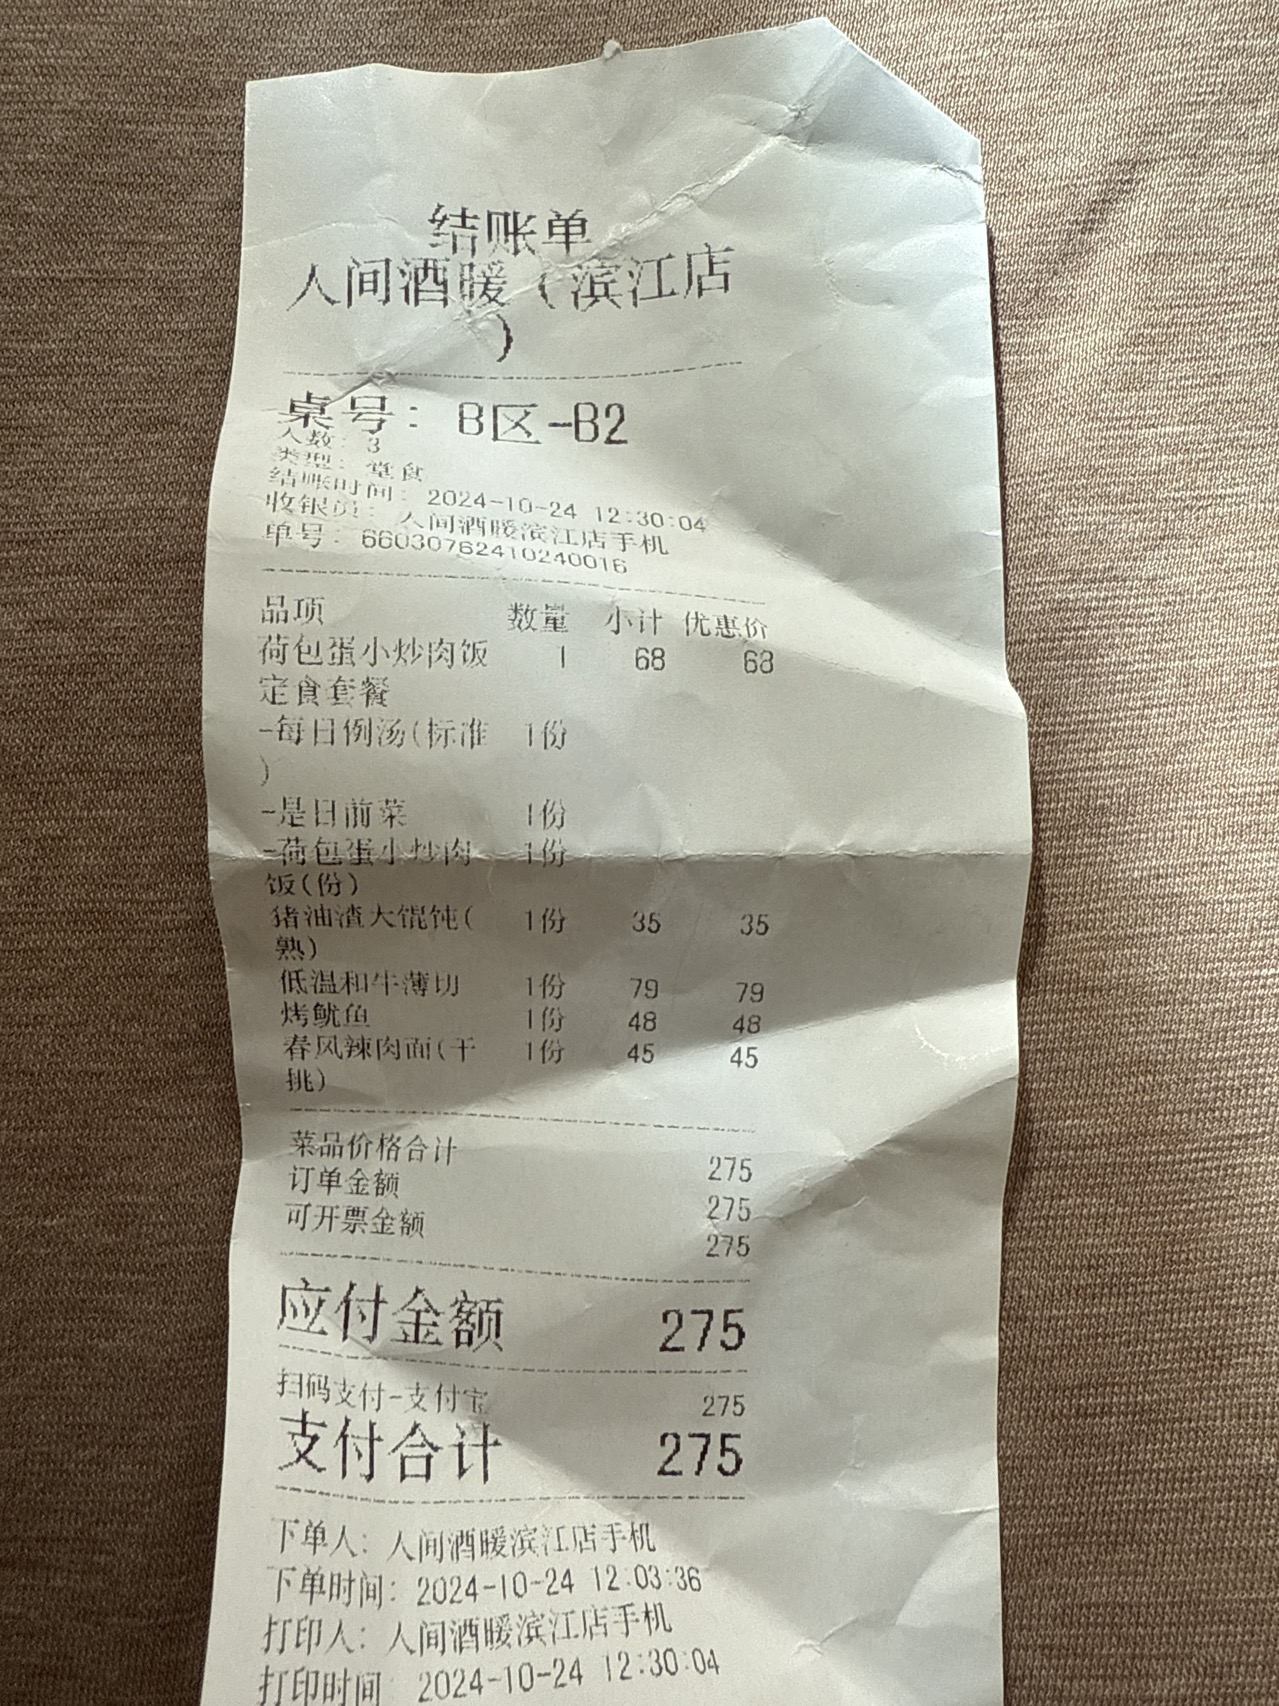 结账单
人间酒暖（滨江店
）
桌号：B区-B2
人数：3
类型：堂食
结账时间：2024-10-24 12:30:04
收银员：人间酒暖滨江店手机
单号：66030762410240016
品项 数量 小计 优惠价
荷包蛋小炒肉饭 1 68 68
定食套餐
-每日例汤(标准 1份
)
-是日前菜 1份
-荷包蛋小炒肉 1份
饭(份)
猪油渣大馄饨( 1份 35 35
熟)
低温和牛薄切 1份 79 79
烤鱿鱼 1份 48 48
春风辣肉面(干 1份 45 45
挑)
菜品价格合计 275
订单金额 275
可开票金额 275
应付金额 275
扫码支付-支付宝 275
支付合计 275
下单人：人间酒暖滨江店手机
下单时间：2024-10-24 12:03:36
打印人：人间酒暖滨江店手机
打印时间：2024-10-24 12:30:04